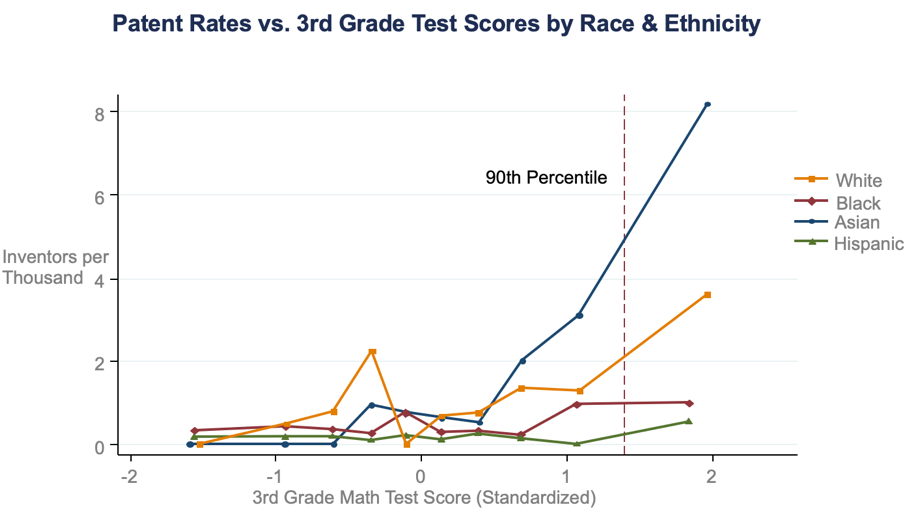 Patent Rates vs. 3rd Grade Test Scores by Race & Ethnicity
8
6
4
2
0
Inventors per
Thousand
90th Percentile
White
Black
Asian
Hispanic
-2
-1
0
1
2
3rd Grade Math Test Score (Standardized)